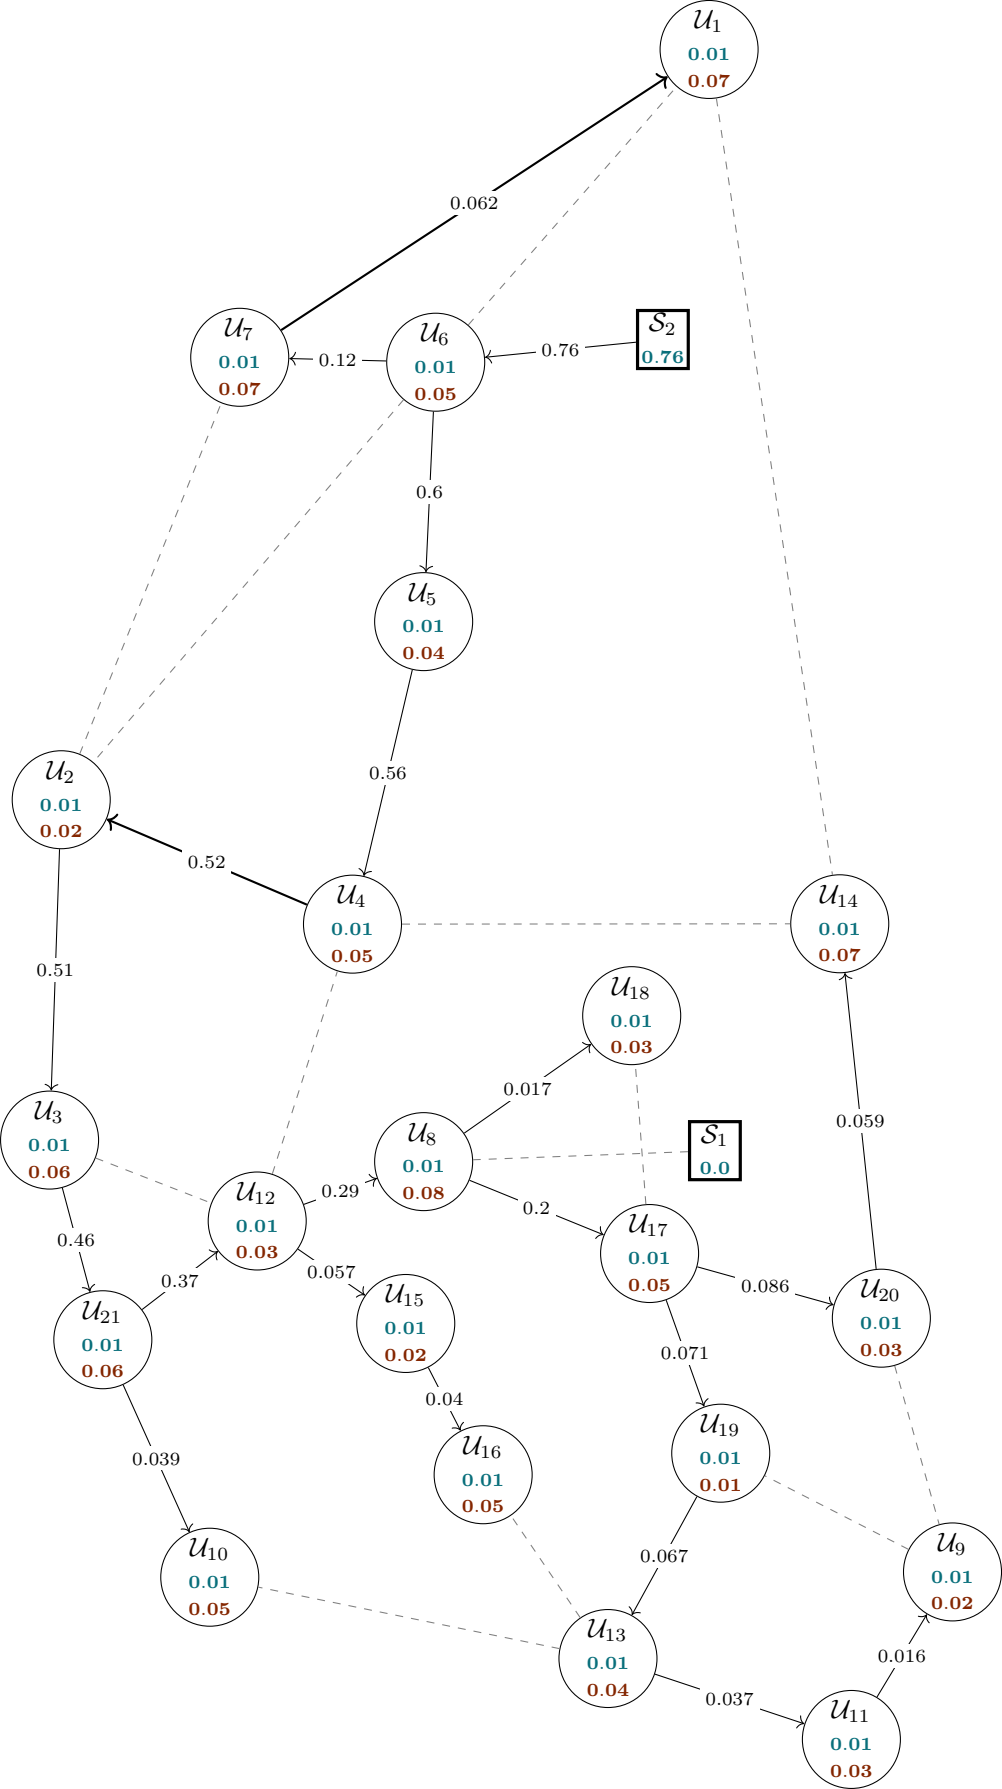 𝒰₁
0.01
0.07
0.062
𝒰₇
0.01
0.07
0.12
𝒰₆
0.01
0.05
0.76
𝒮₂
0.76
0.6
𝒰₅
0.01
0.04
0.56
𝒰₂
0.01
0.02
0.52
𝒰₄
0.01
0.05
𝒰₁₄
0.01
0.07
0.51
𝒰₁₈
0.01
0.03
0.017
0.059
𝒰₃
0.01
0.06
𝒰₈
0.01
0.08
𝒮₁
0.0
𝒰₁₂
0.01
0.03
0.29
0.2
𝒰₁₇
0.01
0.05
0.46
0.37
0.057
0.086
𝒰₂₀
0.01
0.03
𝒰₂₁
0.01
0.06
𝒰₁₅
0.01
0.02
0.071
0.04
𝒰₁₉
0.01
0.01
0.039
𝒰₁₆
0.01
0.05
0.067
𝒰₁₀
0.01
0.05
𝒰₉
0.01
0.02
𝒰₁₃
0.01
0.04
0.016
0.037
𝒰₁₁
0.01
0.03